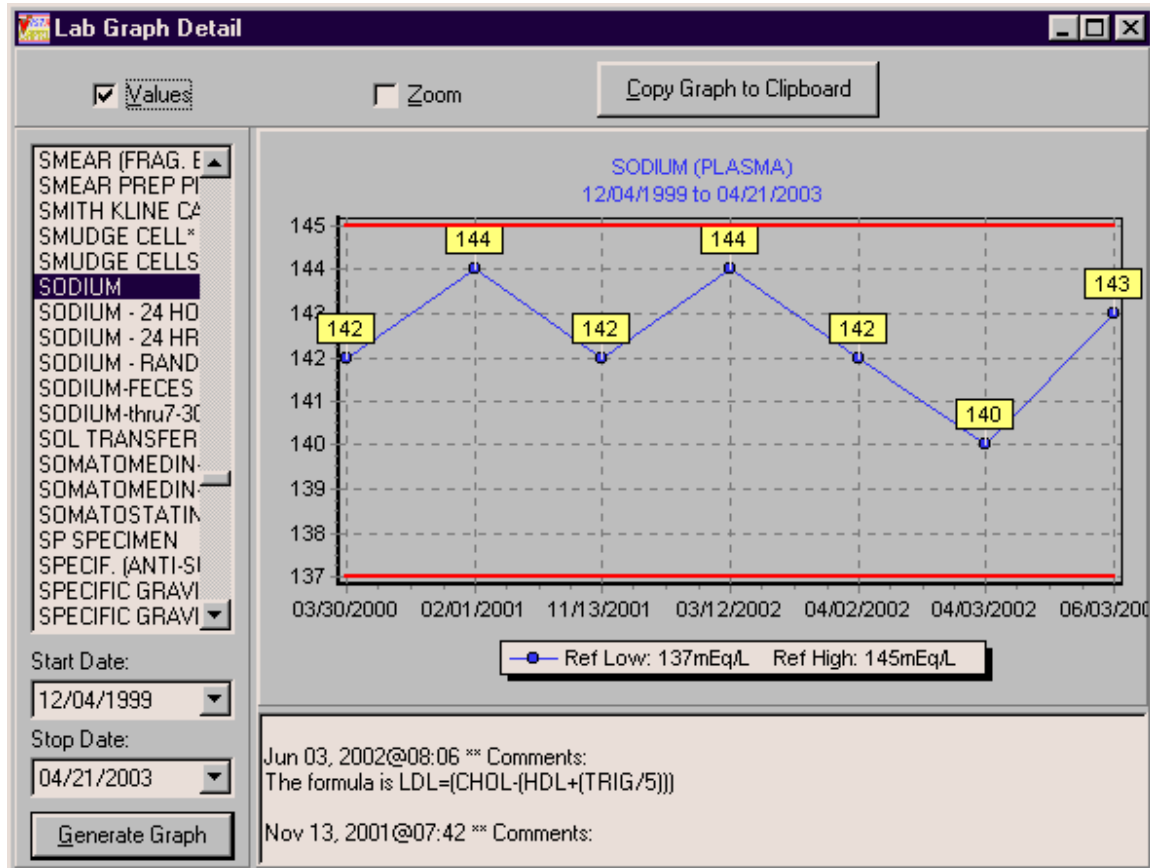 Lab Graph Detail
Values
Zoom
Copy Graph to Clipboard
SMEAR (FRAG. E
SMEAR PREP PI
SMITH KLINE CA
SMUDGE CELL*
SMUDGE CELLS
SODIUM
SODIUM - 24 HO
SODIUM - 24 HR
SODIUM - RAND
SODIUM-FECES
SODIUM-thru7-30
SOL TRANSFER
SOMATOMEDIN-
SOMATOMEDIN-
SOMATOSTATIN
SP SPECIMEN
SPECIF. (ANTI-SU
SPECIFIC GRAVI
SPECIFIC GRAVI
Start Date:
12/04/1999
Stop Date:
04/21/2003
Generate Graph
SODIUM (PLASMA)
12/04/1999 to 04/21/2003
145
144
143
142
141
140
139
138
137
142
144
142
144
142
140
143
03/30/2000 02/01/2001 11/13/2001 03/12/2002 04/02/2002 04/03/2002 06/03/200
Ref Low: 137mEq/L Ref High: 145mEq/L
Jun 03, 2002@08:06 ** Comments:
The formula is LDL=(CHOL-(HDL+(TRIG/5)))
Nov 13, 2001@07:42 ** Comments: